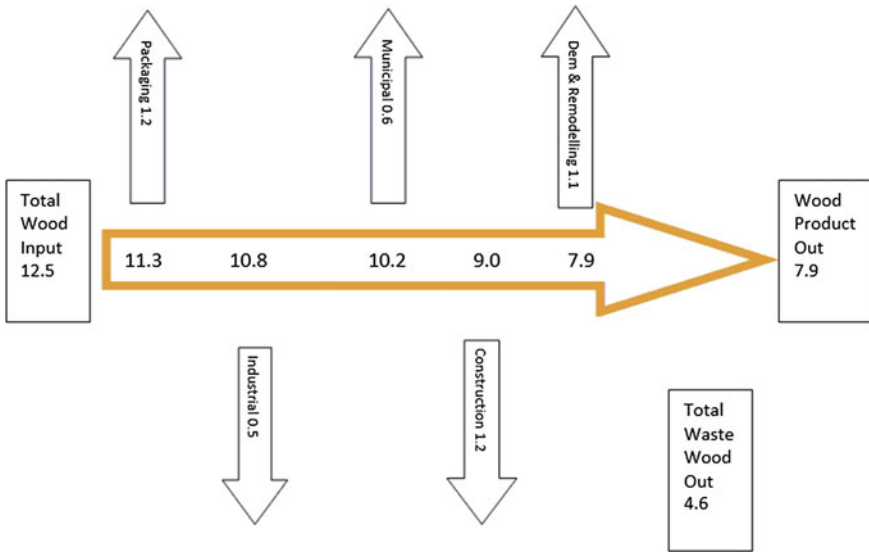 Packaging 1.2
Municipal 0.6
Dem & Remodelling 1.1
Total
Wood
Input
12.5
11.3 10.8 10.2 9.0 7.9
Wood
Product
Out
7.9
Industrial 0.5
Construction 1.2
Total
Waste
Wood
Out
4.6